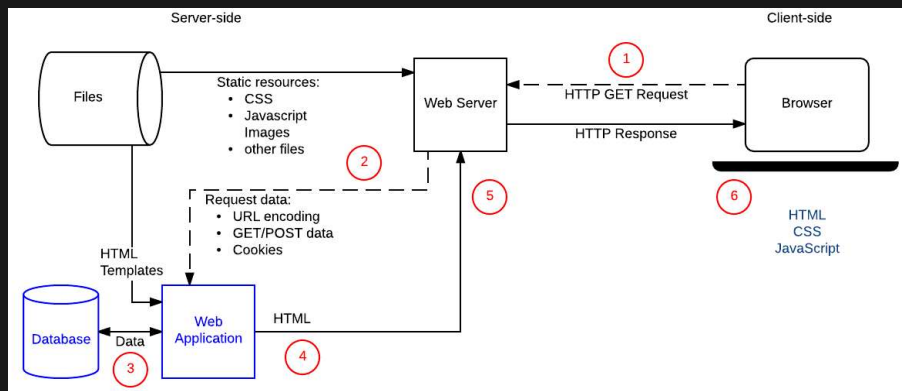 Server-side
Client-side
1
Files
Static resources:
• CSS
• Javascript
Images
• other files
Web Server
HTTP GET Request
HTTP Response
Browser
2
5
6
Request data:
• URL encoding
• GET/POST data
• Cookies
HTML
CSS
JavaScript
HTML
Templates
Database
Data
3
Web
Application
HTML
4